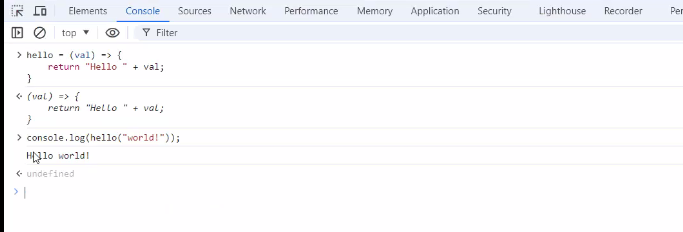 Elements Console Sources Network Performance Memory Application Security Lighthouse Recorder
top Filter
hello = (val) => {
return "Hello " + val;
}
(val) => {
return "Hello " + val;
}
console.log(hello("world!"));
Hello world!
undefined